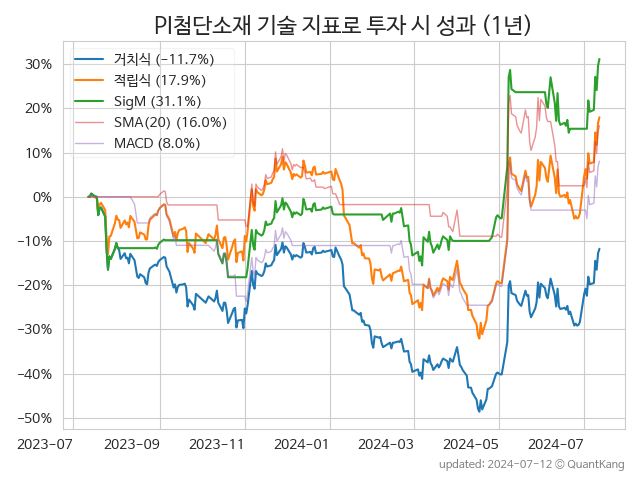 PI첨단소재 기술 지표로 투자 시 성과 (1년)
거치식 (−11.7%)
적립식 (17.9%)
SigM (31.1%)
SMA(20) (16.0%)
MACD (8.0%)
30%
20%
10%
0%
−10%
−20%
−30%
−40%
−50%
2023-07 2023-09 2023-11 2024-01 2024-03 2024-05 2024-07
updated: 2024-07-12 © QuantKang